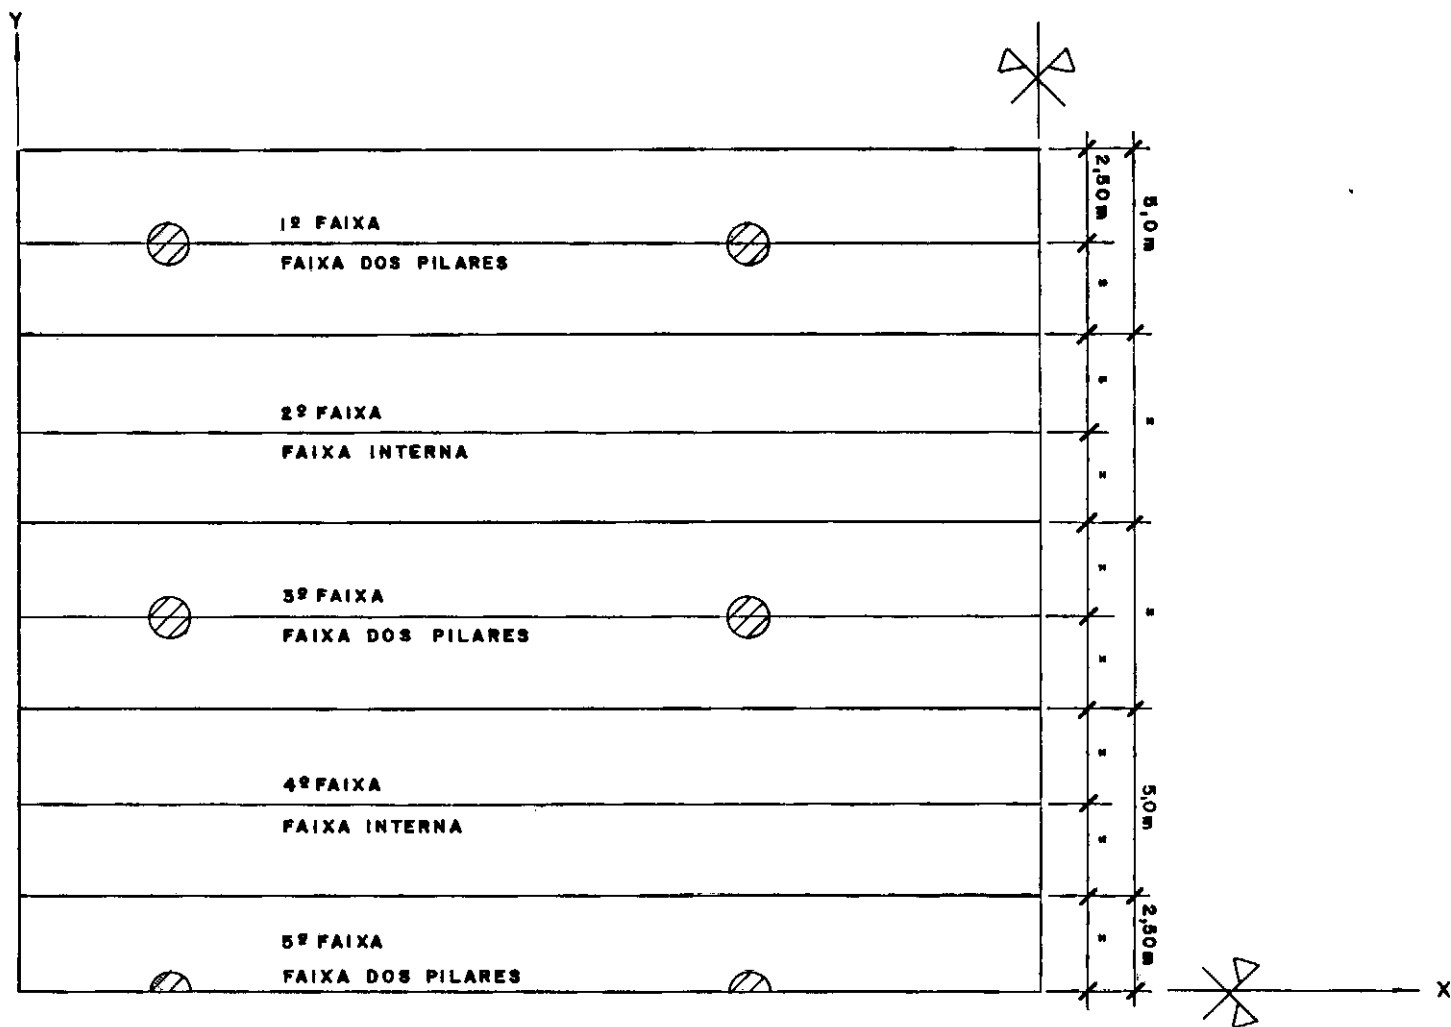 Y
2,50m
5,0m
1º FAIXA
FAIXA DOS PILARES
"
2º FAIXA
FAIXA INTERNA
"
"
"
3º FAIXA
FAIXA DOS PILARES
"
"
"
4º FAIXA
FAIXA INTERNA
"
"
5,0m
5º FAIXA
FAIXA DOS PILARES
"
2,50m
X